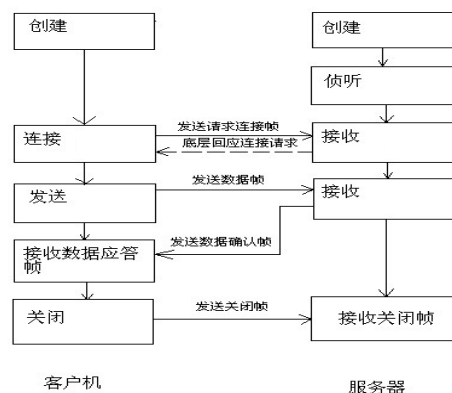 创建
创建
侦听
发送请求连接帧
连接
接收
底层回应连接请求
发送数据帧
发送
接收
发送数据确认帧
接收数据应答
帧
发送关闭帧
关闭
接收关闭帧
客户机
服务器